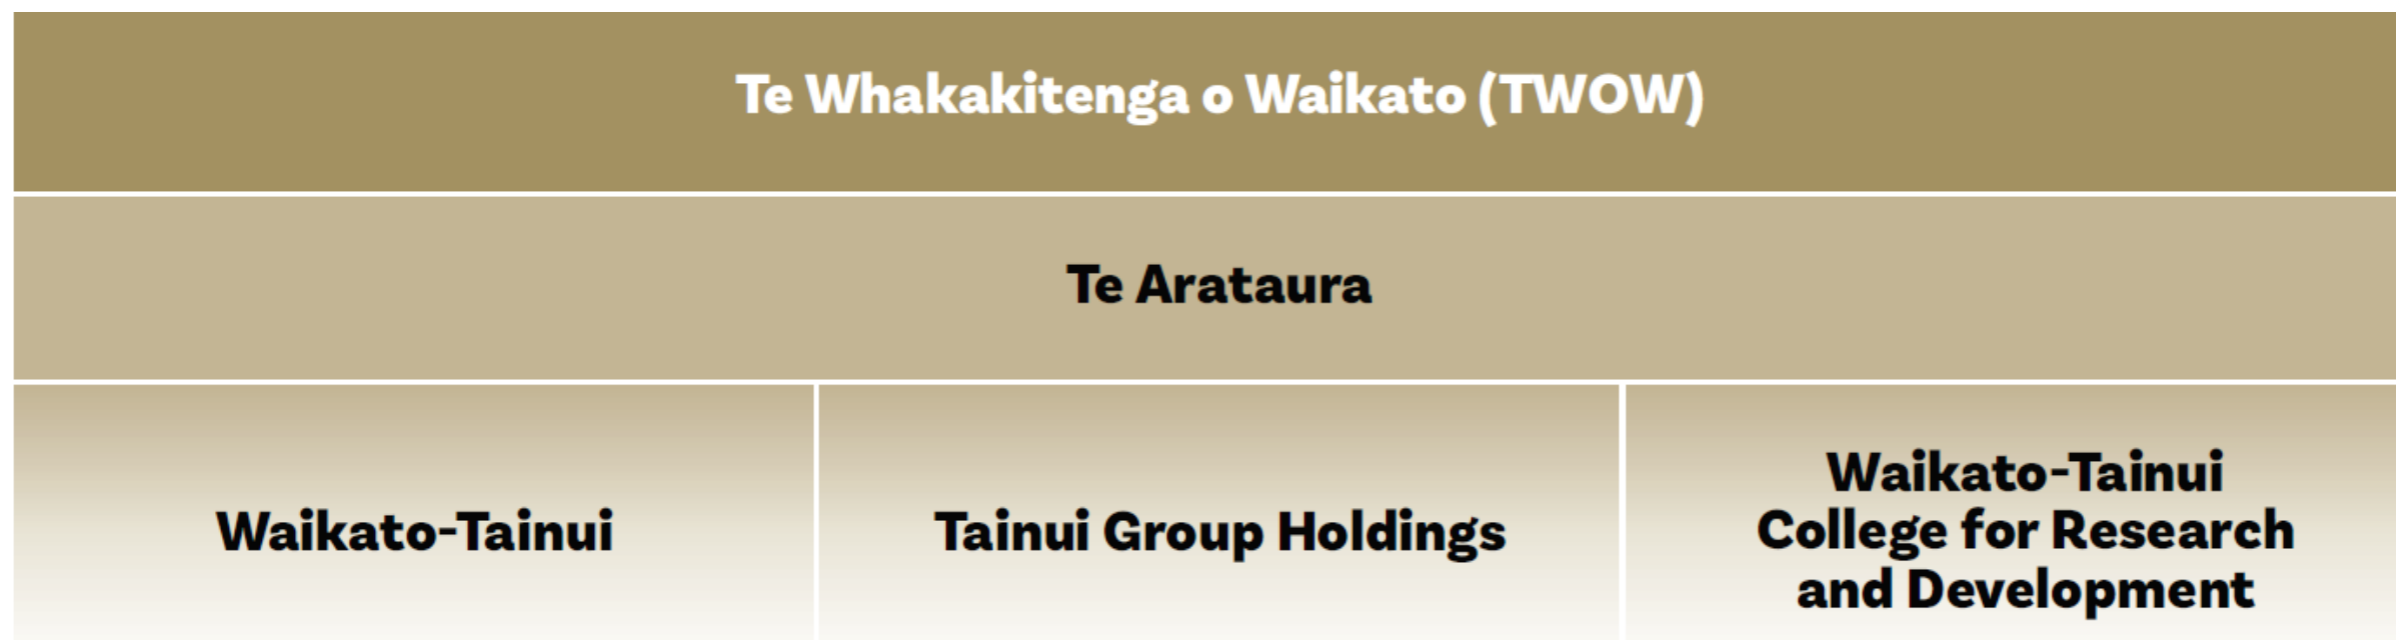 Te Whakakitenga o Waikato (TWOW)
Te Arataura
Waikato-Tainui
Tainui Group Holdings
Waikato-Tainui
College for Research
and Development